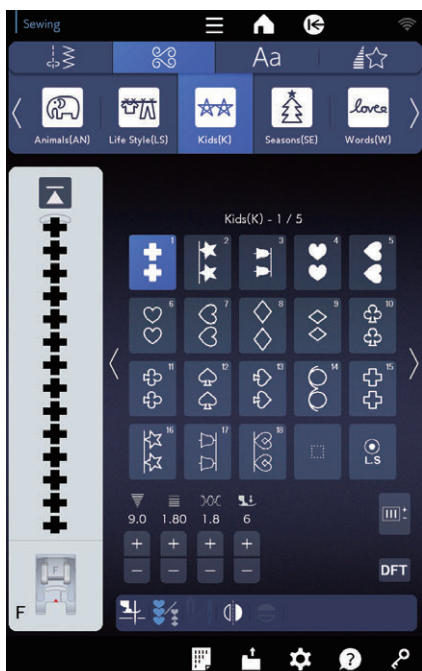 Sewing
Aa
love
Animals(AN) Life Style(LS) Kids(K) Seasons(SE) Words(W)
Kids(K) - 1 / 5
1 2 3 4 5
6 7 8 9 10
11 12 13 14 15
16 17 18
L.S
9.0 1.80 1.8 6
+ + + +
− − − −
DFT
F
F
?